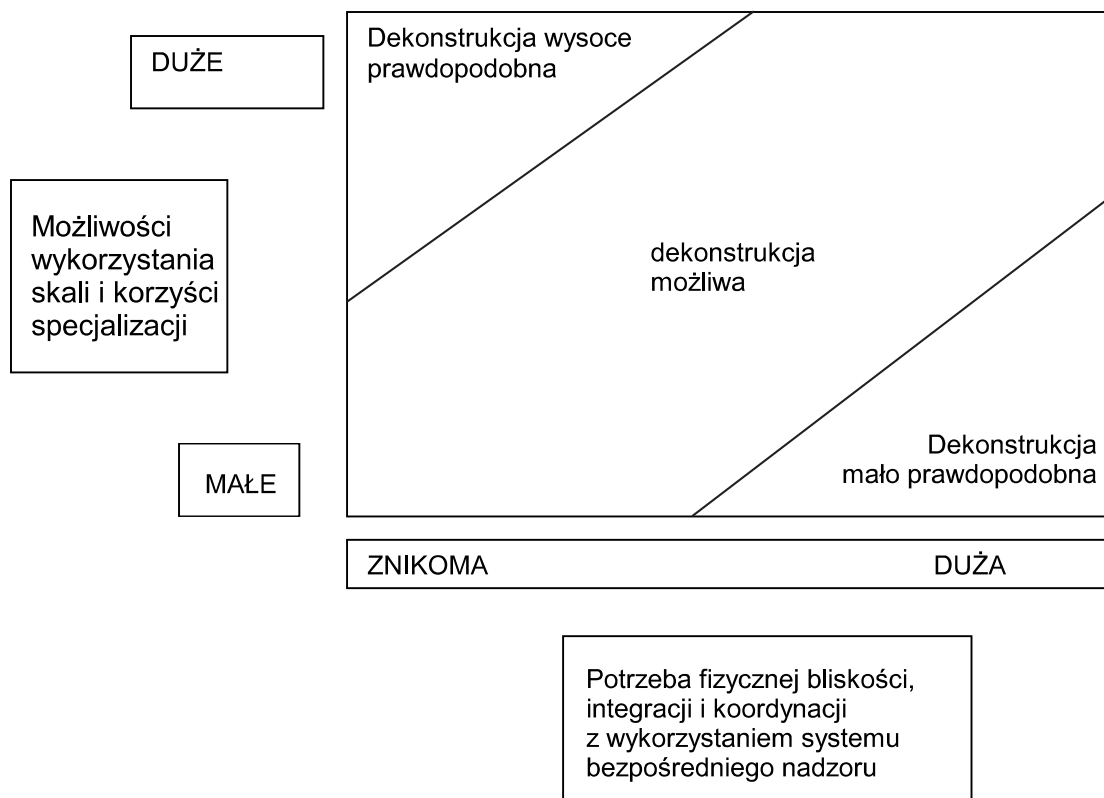 DUŻE
Dekonstrukcja wysoce
prawdopodobna
Możliwości
wykorzystania
skali i korzyści
specjalizacji
dekonstrukcja
możliwa
MAŁE
Dekonstrukcja
mało prawdopodobna
ZNIKOMA DUŻA
Potrzeba fizycznej bliskości,
integracji i koordynacji
z wykorzystaniem systemu
bezpośredniego nadzoru